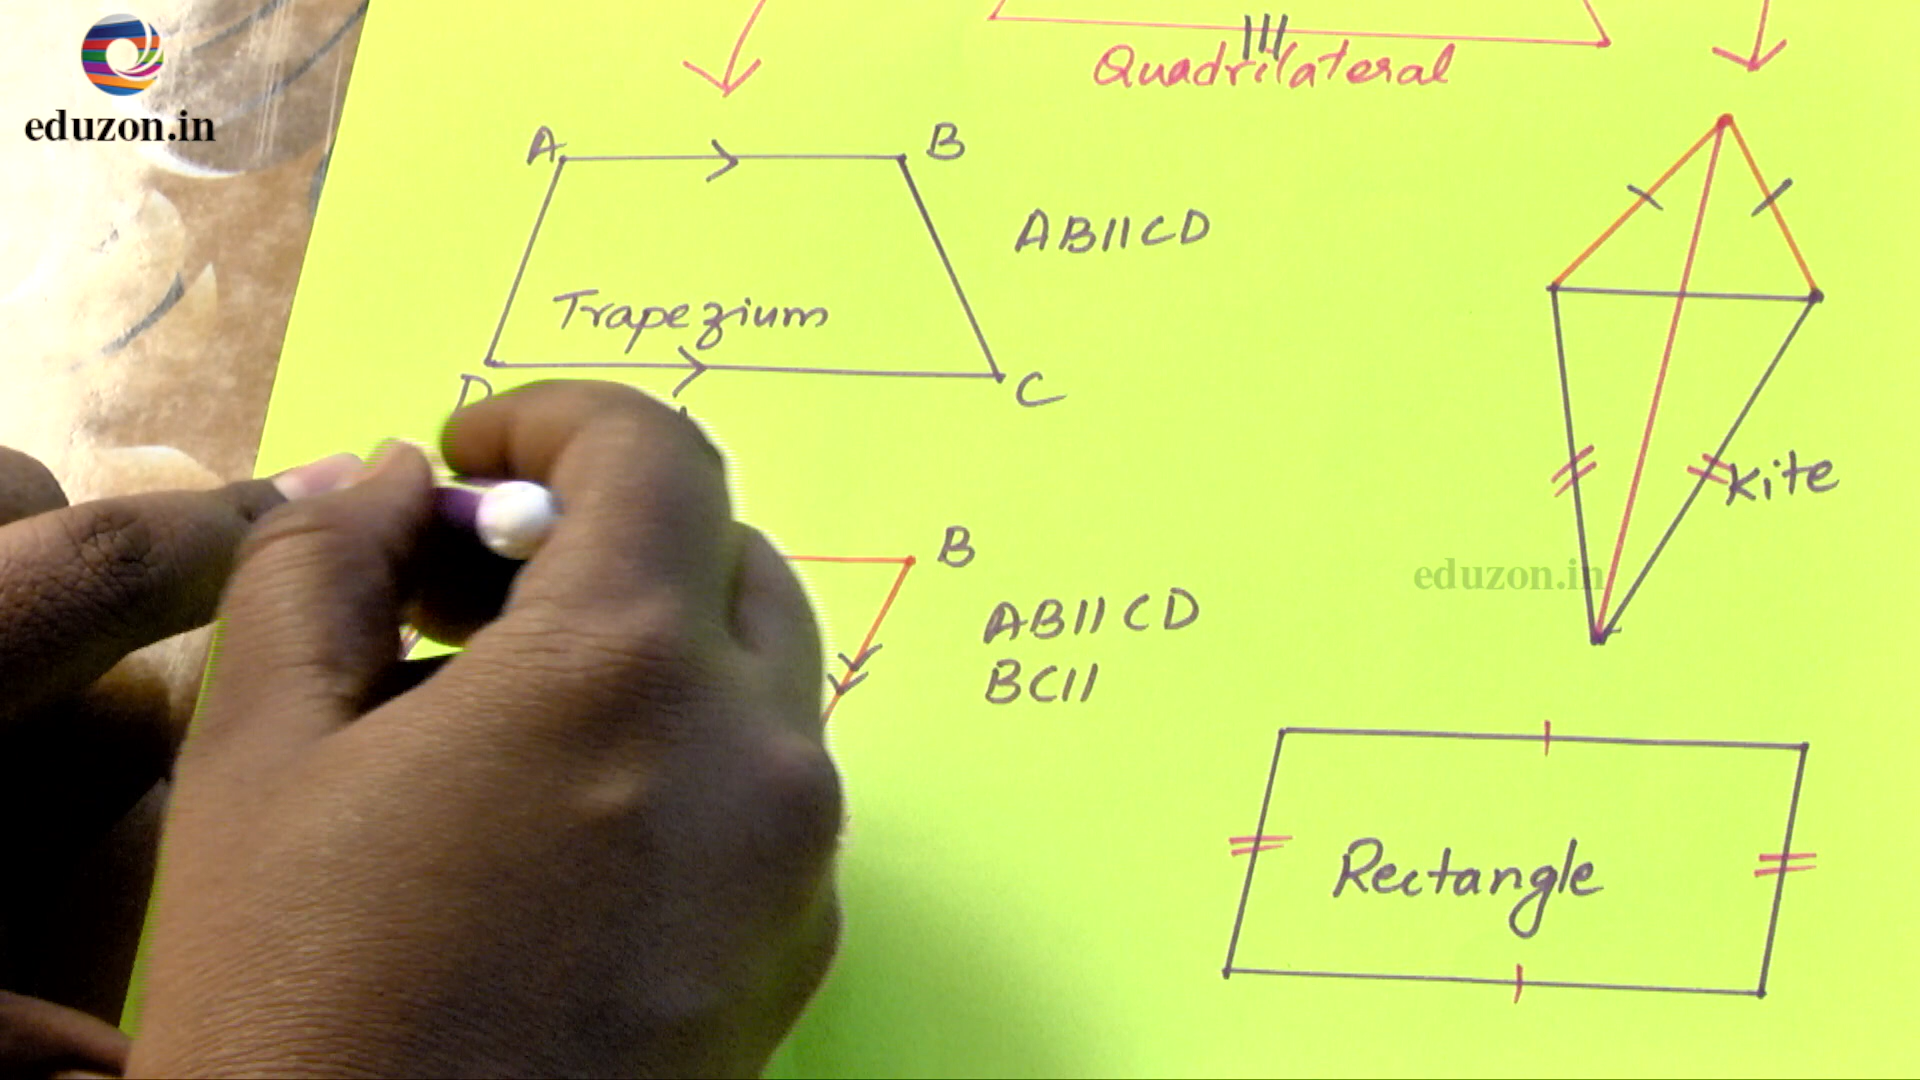 eduzon.in
Quadrilateral
A
B
AB||CD
Trapezium
D
C
Kite
B
eduzon.in
AB||CD
BC||
Rectangle